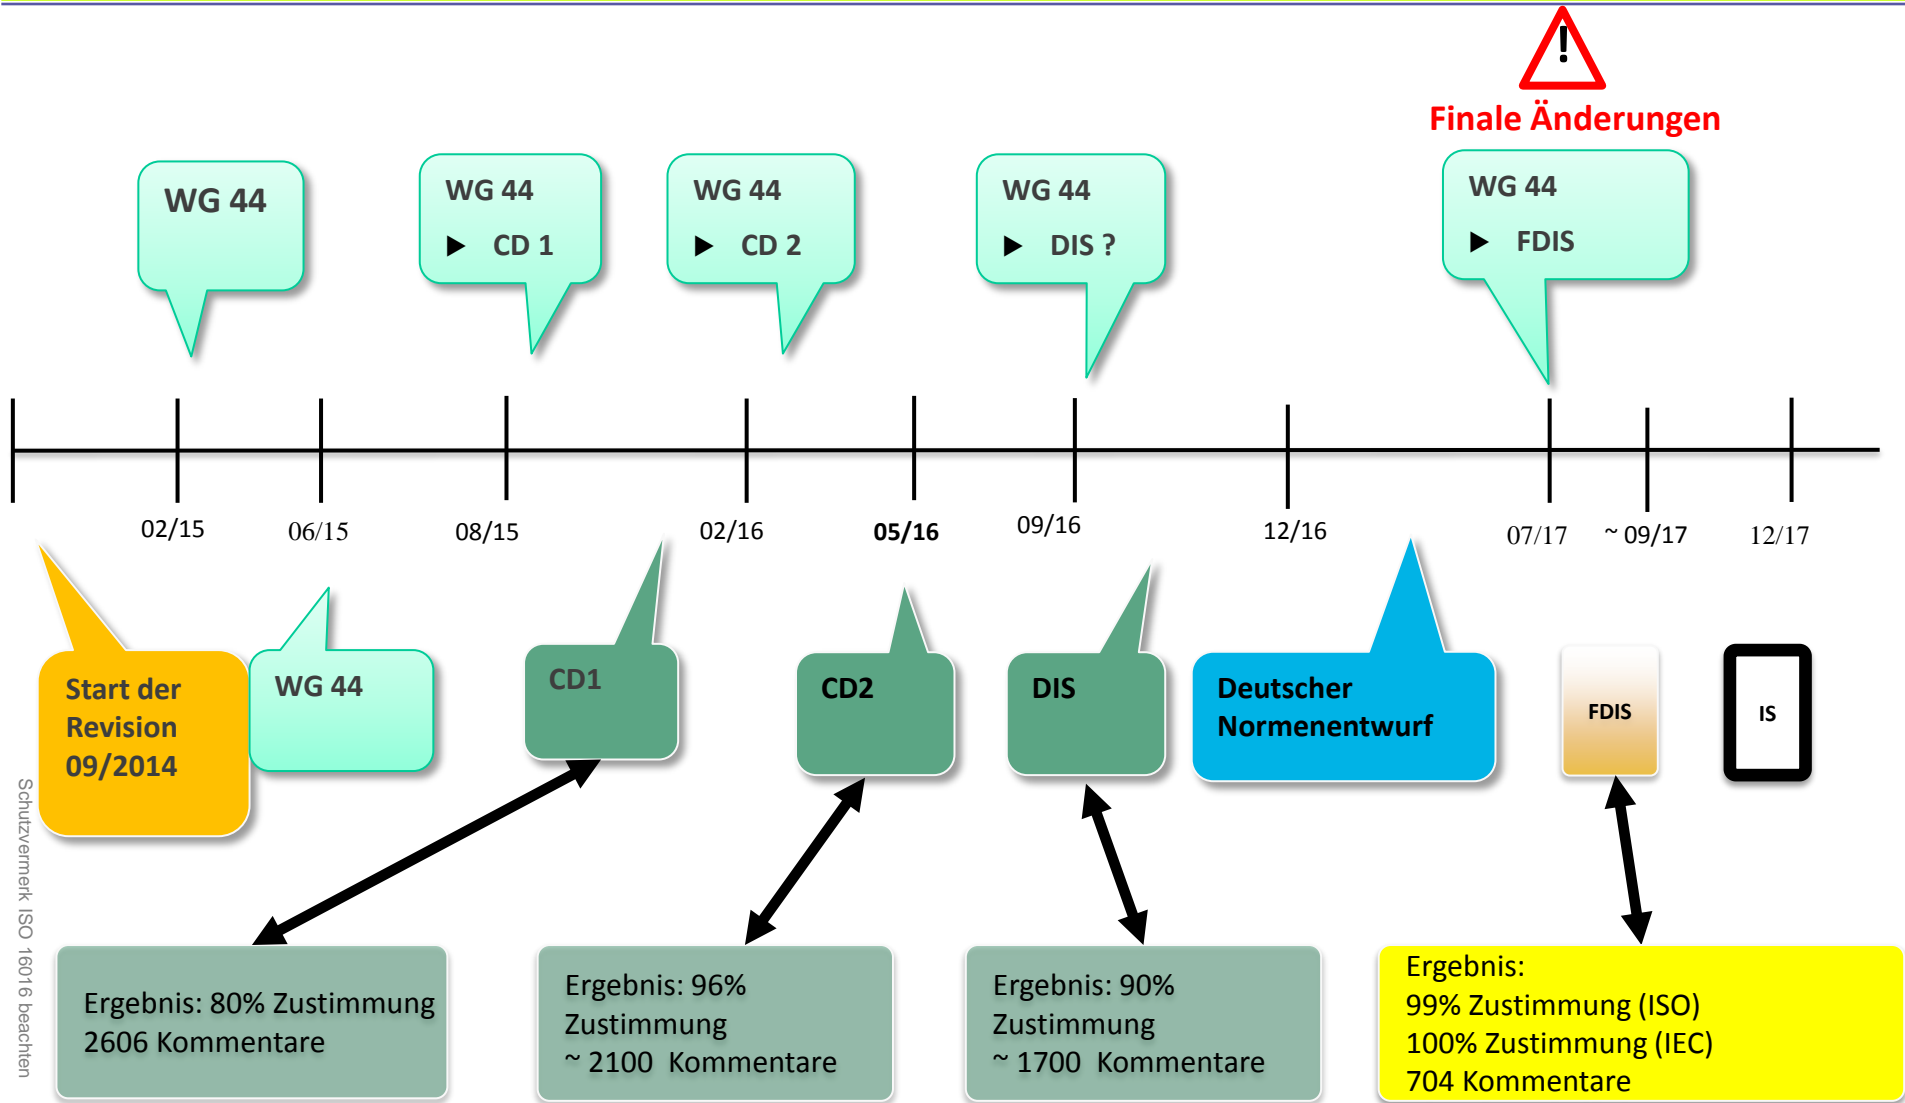 !
Finale Änderungen
WG 44
WG 44
► CD 1
WG 44
► CD 2
WG 44
► DIS ?
WG 44
► FDIS
02/15
06/15
08/15
02/16
05/16
09/16
12/16
07/17
~ 09/17
12/17
Start der
Revision
09/2014
WG 44
CD1
CD2
DIS
Deutscher
Normenentwurf
FDIS
IS
Ergebnis: 80% Zustimmung
2606 Kommentare
Ergebnis: 96%
Zustimmung
~ 2100 Kommentare
Ergebnis: 90%
Zustimmung
~ 1700 Kommentare
Ergebnis:
99% Zustimmung (ISO)
100% Zustimmung (IEC)
704 Kommentare
Schutzvermerk ISO 16016 beachten